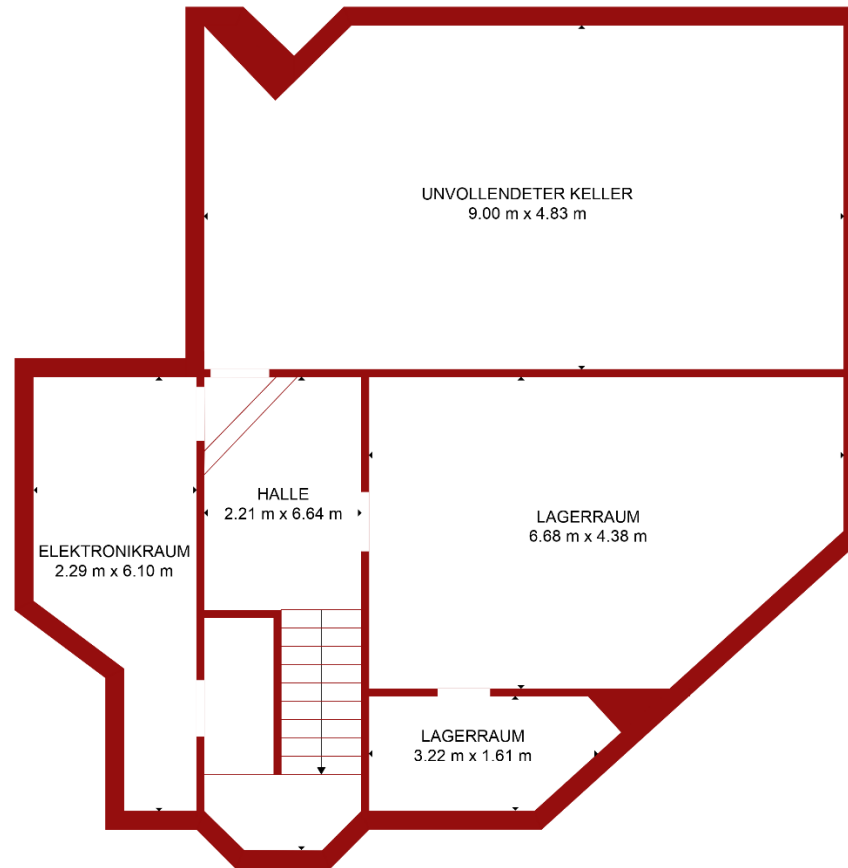 UNVOLLENDETER KELLER
9.00 m x 4.83 m
HALLE
2.21 m x 6.64 m
LAGERRAUM
6.68 m x 4.38 m
ELEKTRONIKRAUM
2.29 m x 6.10 m
LAGERRAUM
3.22 m x 1.61 m